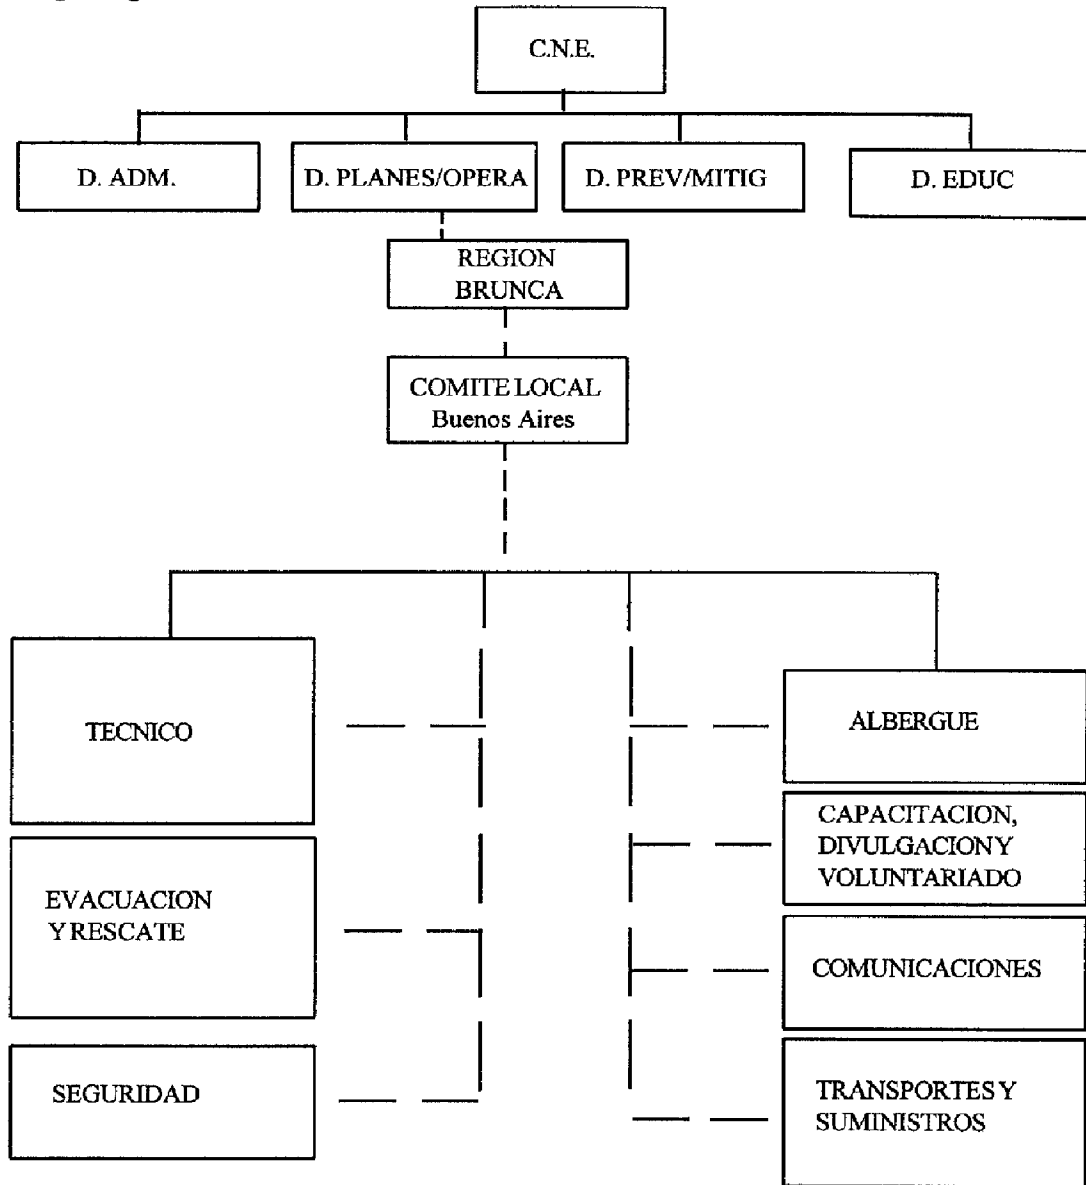 C.N.E.
D. ADM.
D. PLANES/OPERA
D. PREV/MITIG
D. EDUC
REGION
BRUNCA
COMITE LOCAL
Buenos Aires
TECNICO
EVACUACION
Y RESCATE
SEGURIDAD
ALBERGUE
CAPACITACION,
DIVULGACION Y
VOLUNTARIADO
COMUNICACIONES
TRANSPORTES Y
SUMINISTROS